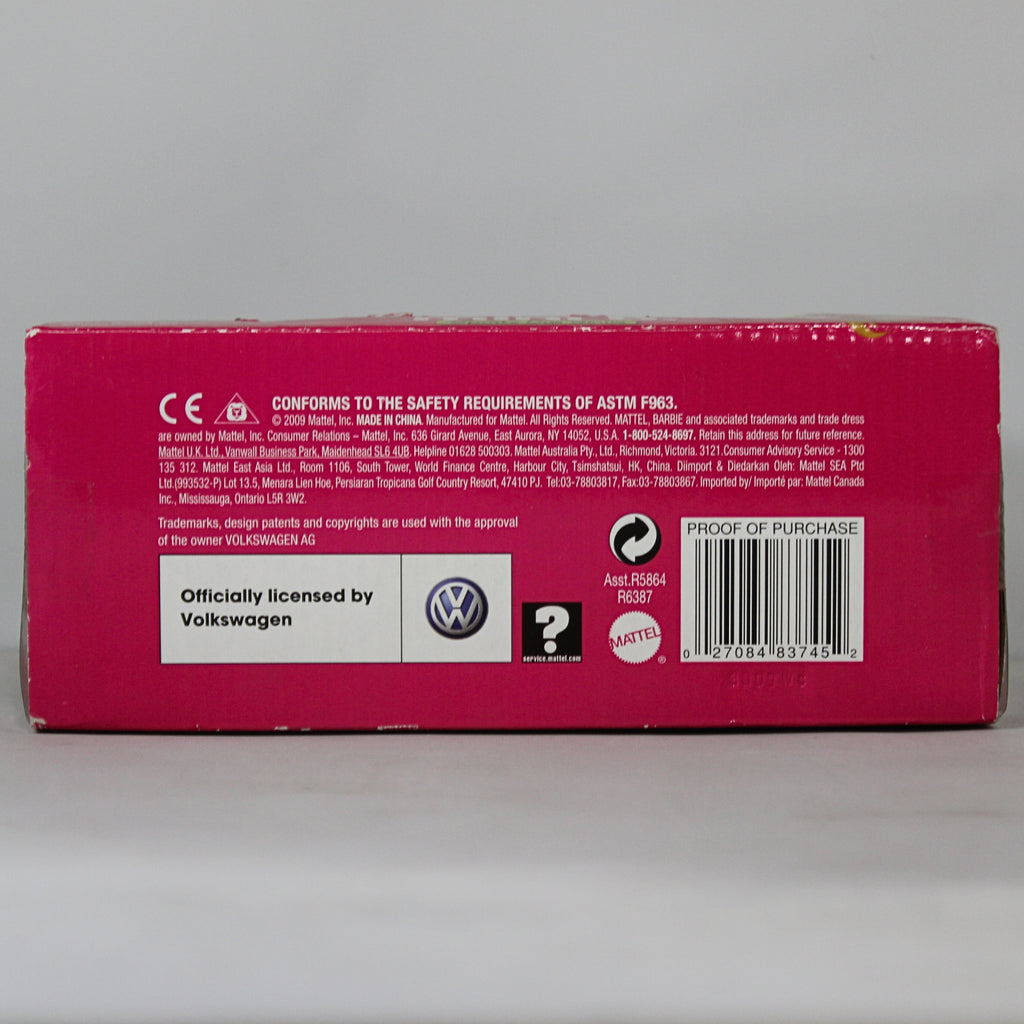 CE
CONFORMS TO THE SAFETY REQUIREMENTS OF ASTM F963.
© 2009 Mattel, Inc. MADE IN CHINA. Manufactured for Mattel. All Rights Reserved. MATTEL, BARBIE and associated trademarks and trade dress
are owned by Mattel, Inc. Consumer Relations – Mattel, Inc. 636 Girard Avenue, East Aurora, NY 14052, U.S.A. 1-800-524-8697. Retain this address for future reference.
Mattel U.K. Ltd., Vanwall Business Park, Maidenhead SL6 4UB. Helpline 01628 500303. Mattel Australia Pty., Ltd., Richmond, Victoria. 3121.Consumer Advisory Service - 1300
135 312. Mattel East Asia Ltd., Room 1106, South Tower, World Finance Centre, Harbour City, Tsimshatsui, HK, China. Diimport & Diedarkan Oleh: Mattel SEA Ptd
Ltd.(993532-P) Lot 13.5, Menara Lien Hoe, Persiaran Tropicana Golf Country Resort, 47410 PJ. Tel:03-78803817, Fax:03-78803867. Imported by/ Importé par: Mattel Canada
Inc., Mississauga, Ontario L5R 3W2.
Trademarks, design patents and copyrights are used with the approval
of the owner VOLKSWAGEN AG
Officially licensed by
Volkswagen
VW
?
service.mattel.com
Asst.R5864
R6387
MATTEL
®
PROOF OF PURCHASE
0 27084 83745 2